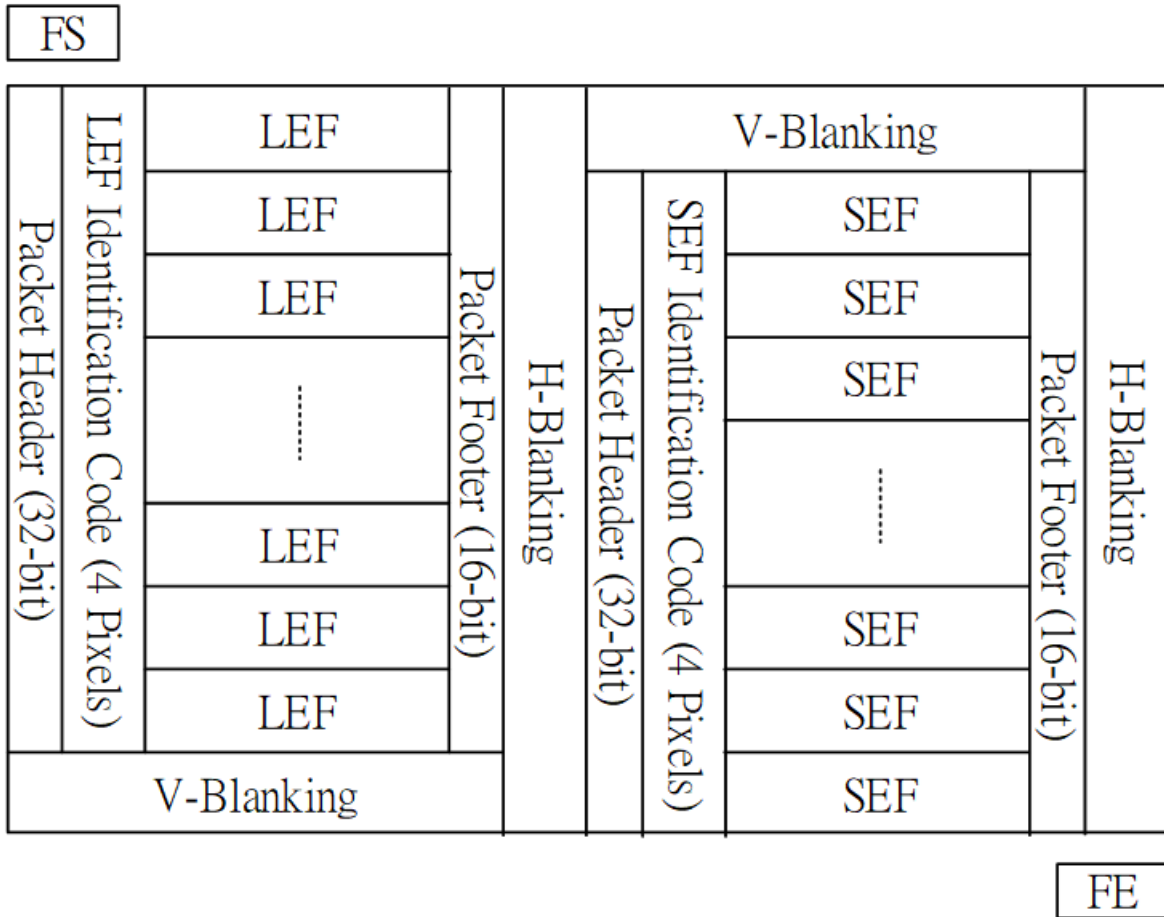 FS
Packet Header (32-bit)
LEF Identification Code (4 Pixels)
LEF
LEF
LEF
LEF
LEF
LEF
Packet Footer (16-bit)
V-Blanking
H-Blanking
V-Blanking
Packet Header (32-bit)
SEF Identification Code (4 Pixels)
SEF
SEF
SEF
SEF
SEF
SEF
Packet Footer (16-bit)
H-Blanking
FE